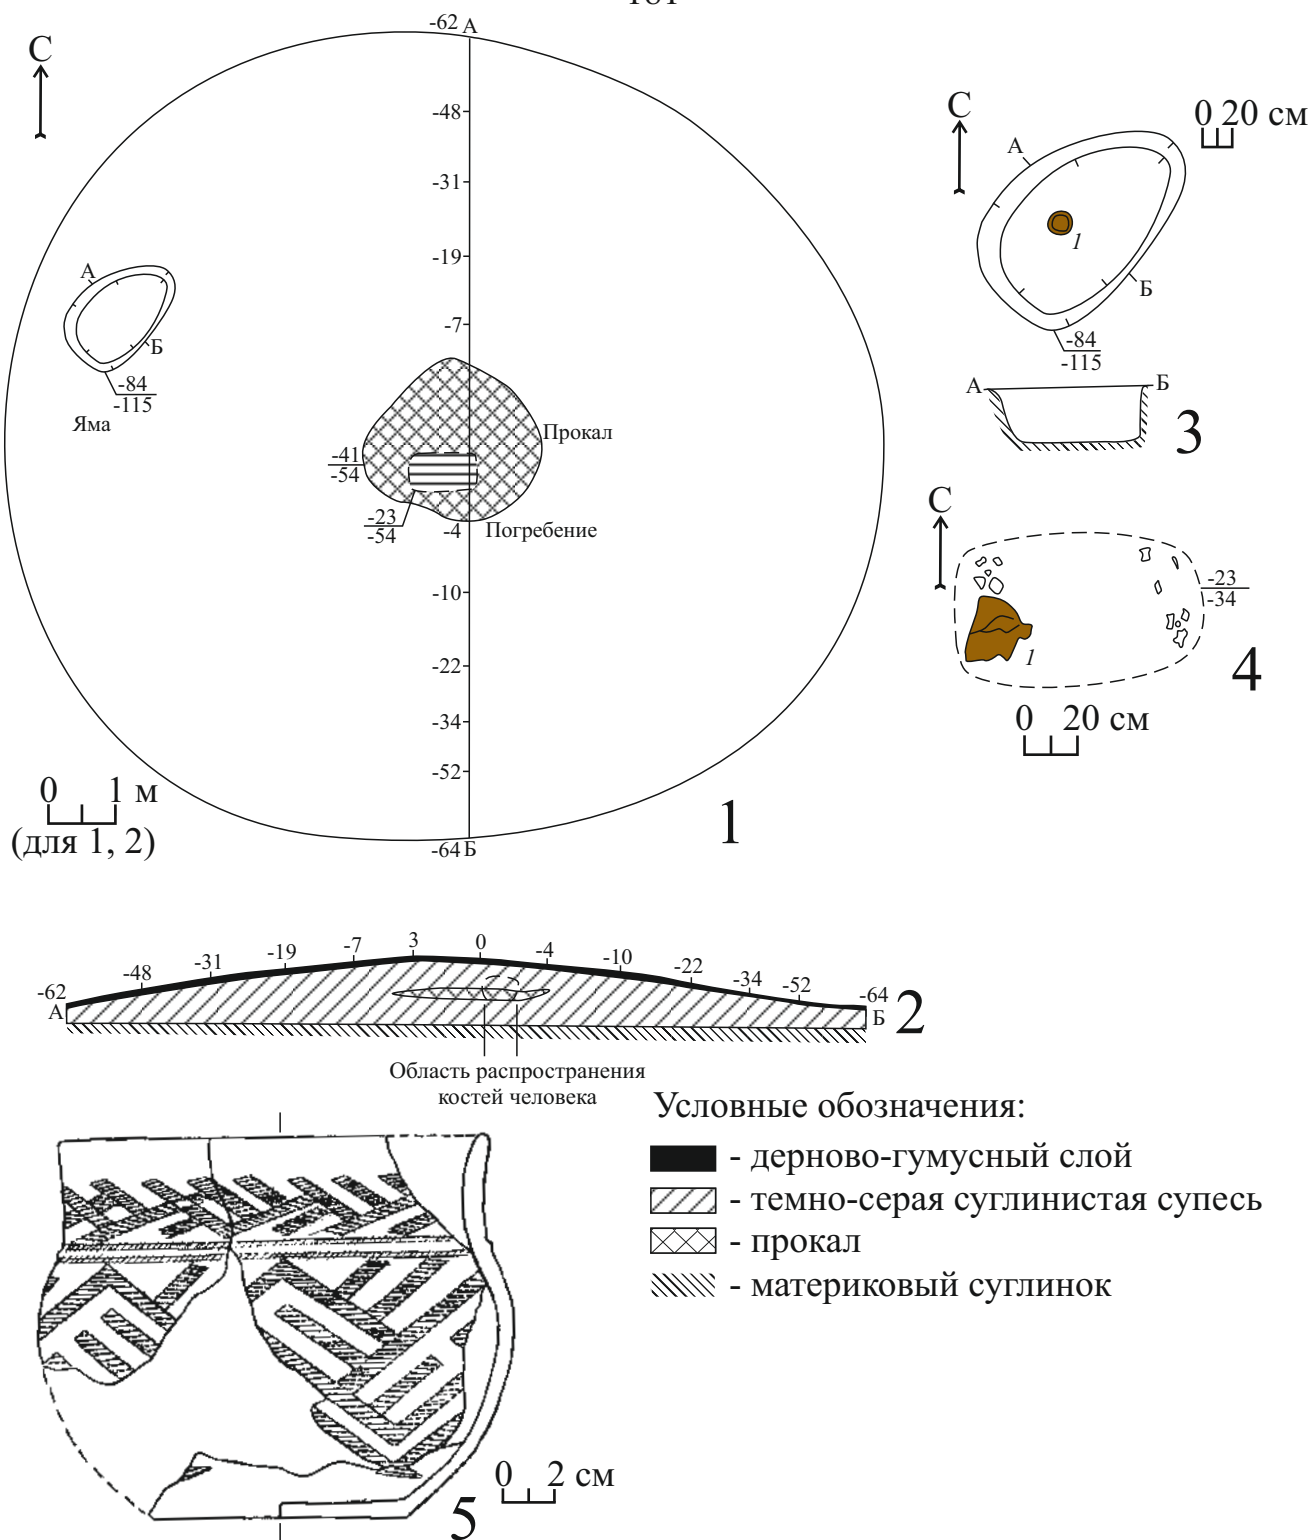 -62 А
С
-48
-31
-19
-7
А
Б
-84
-115
Яма
Прокал
-41
-54
-23
-54
-4
Погребение
-10
-22
-34
-52
-64 Б
0 1 м
(для 1, 2)
1
С
0 20 см
А
1
Б
-84
-115
А
Б
3
С
-23
-34
1
4
0 20 см
-62
-48
-31
-19
-7
3
0
-4
-10
-22
-34
-52
-64
А
Б
2
Область распространения
костей человека
Условные обозначения:
- дерново-гумусный слой
- темно-серая суглинистая супесь
- прокал
- материковый суглинок
0 2 см
5